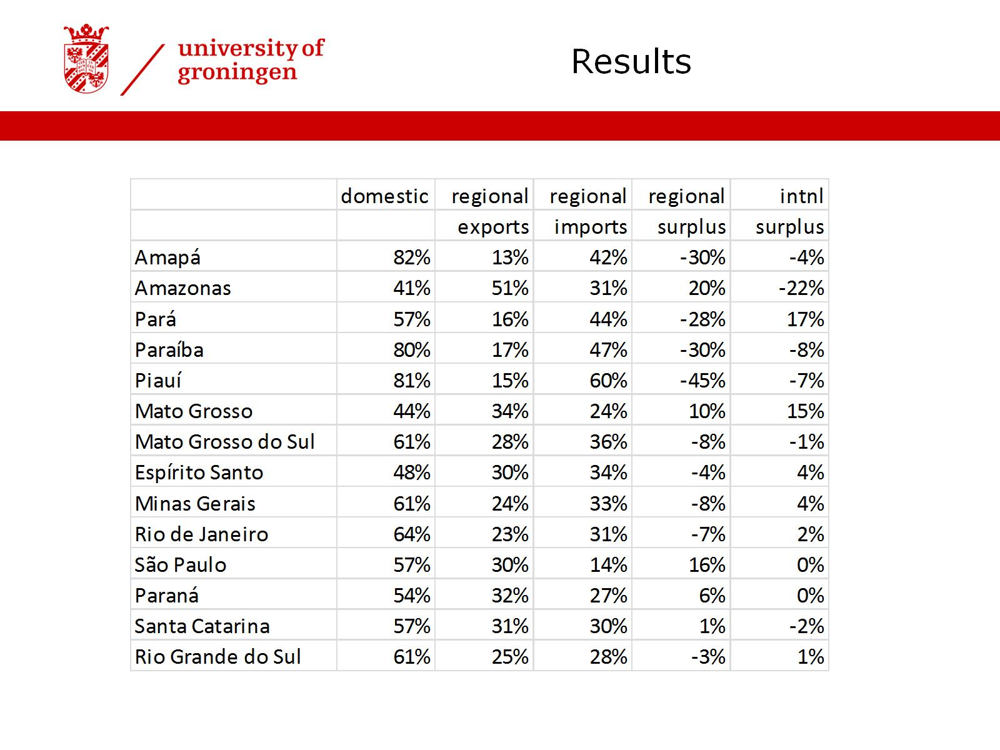 university of
groningen
Results
domestic regional regional regional intnl
exports imports surplus surplus
Amapá 82% 13% 42% -30% -4%
Amazonas 41% 51% 31% 20% -22%
Pará 57% 16% 44% -28% 17%
Paraíba 80% 17% 47% -30% -8%
Piauí 81% 15% 60% -45% -7%
Mato Grosso 44% 34% 24% 10% 15%
Mato Grosso do Sul 61% 28% 36% -8% -1%
Espírito Santo 48% 30% 34% -4% 4%
Minas Gerais 61% 24% 33% -8% 4%
Rio de Janeiro 64% 23% 31% -7% 2%
São Paulo 57% 30% 14% 16% 0%
Paraná 54% 32% 27% 6% 0%
Santa Catarina 57% 31% 30% 1% -2%
Rio Grande do Sul 61% 25% 28% -3% 1%